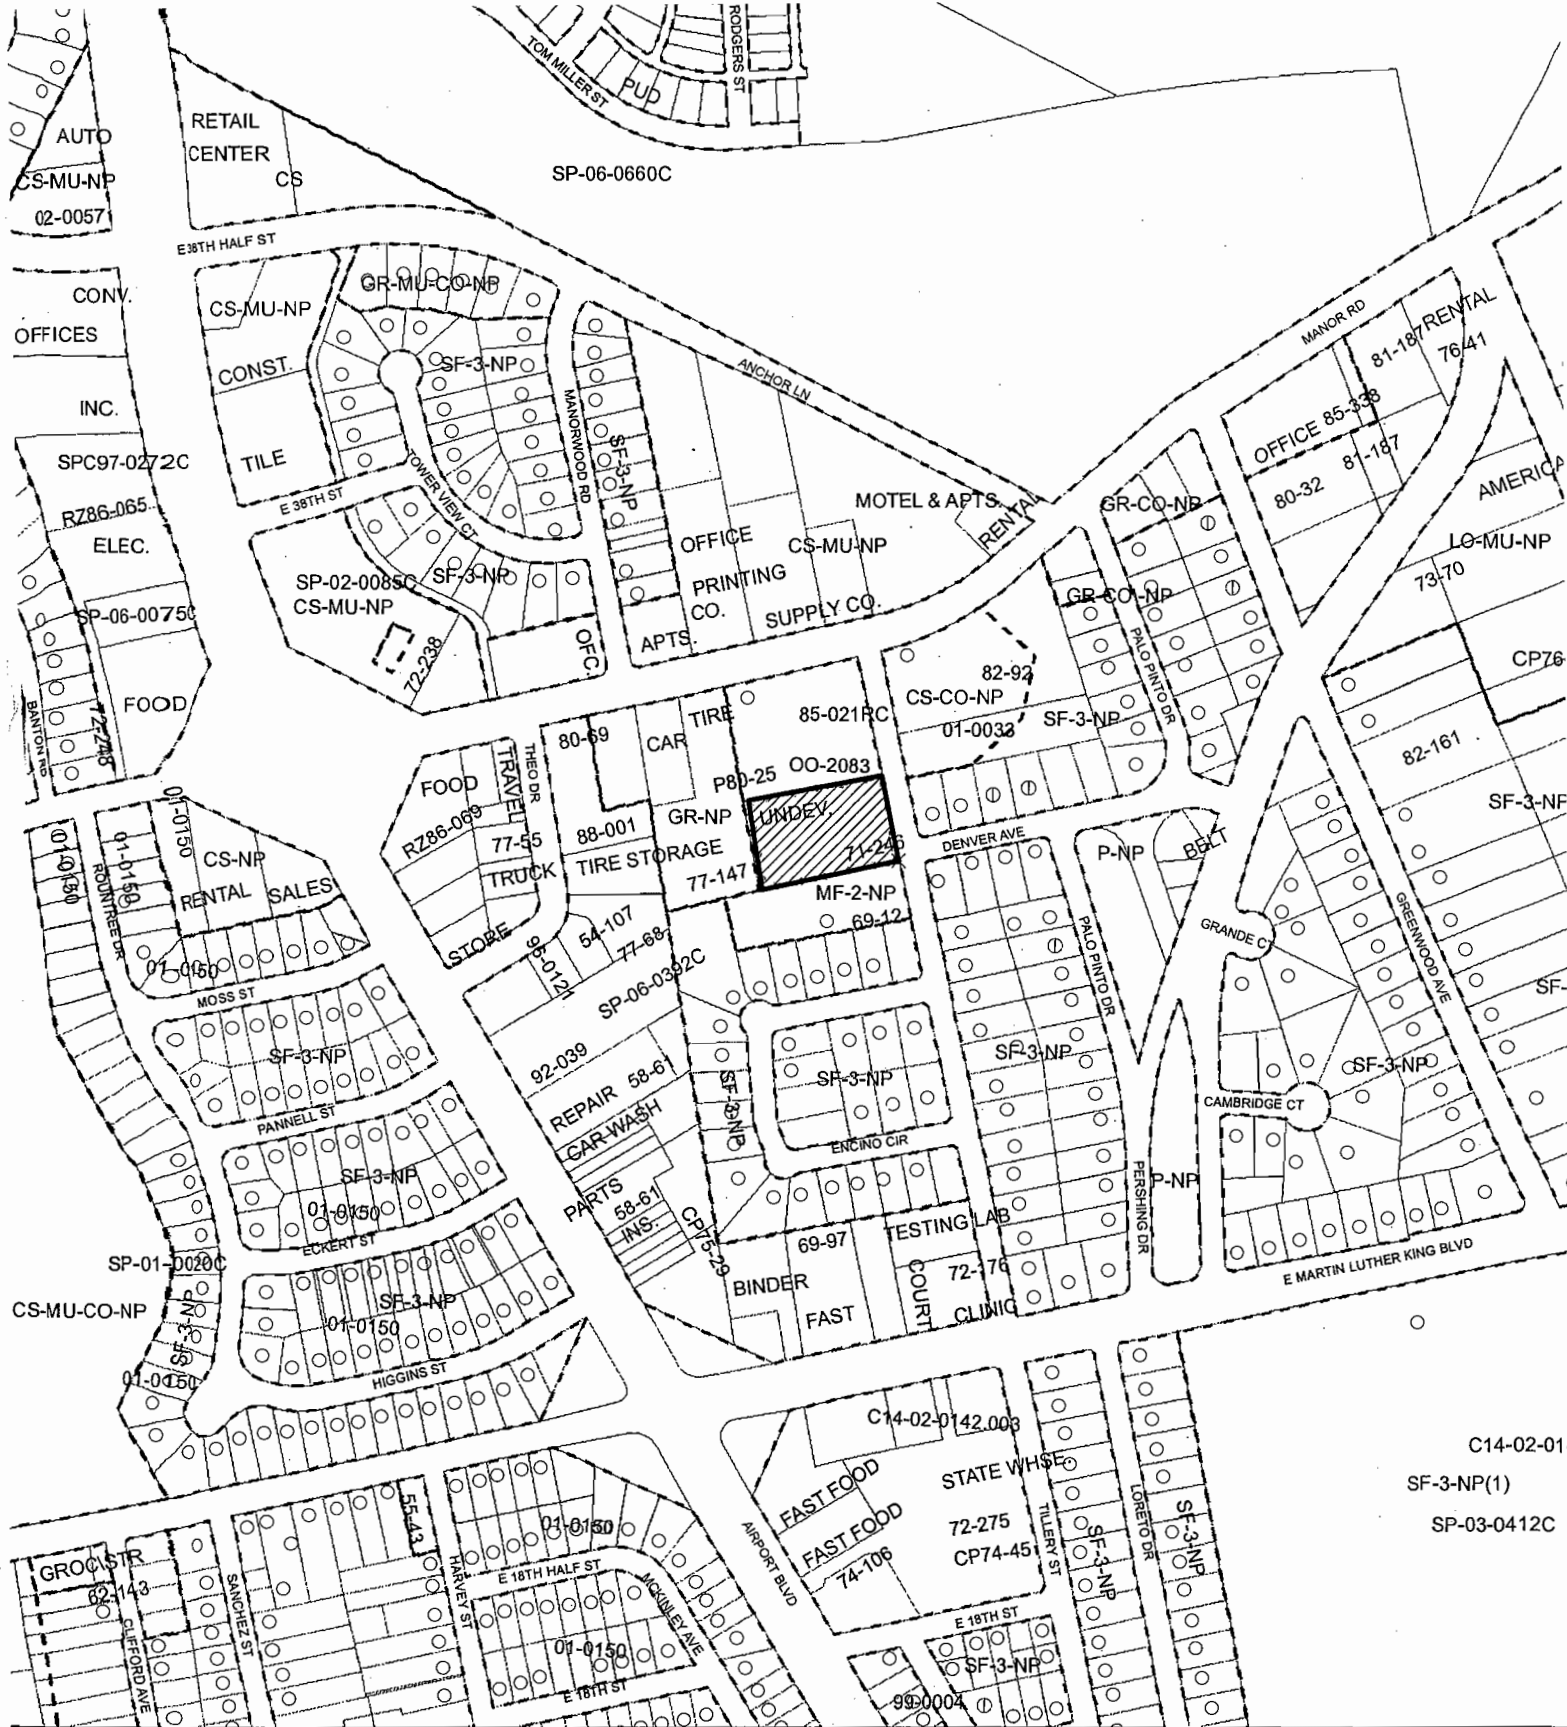 RODGERS ST
TOM MILLER ST
PUD
AUTO
RETAIL
CENTER
CS
SP-06-0660C
CS-MU-NP
02-0057
E 38TH HALF ST
CONV.
OFFICES
CS-MU-NP
GR-MU-CO-NP
CONST.
SF-3-NP
ANCHOR LN
MANOR RD
RENTAL
81-187
76-41
INC.
MANORWOOD RD
SF-3-NP
OFFICE 85-338
81-187
SPC97-0272C
TILE
TOWER VIEW CT
E 38TH ST
RZ86-065
ELEC.
MOTEL & APTS.
RENTAL
GR-CO-NP
80-32
AMERICA
OFFICE
CS-MU-NP
LO-MU-NP
73-70
SP-02-0085C
CS-MU-NP
SF-3-NP
PRINTING
CO.
SUPPLY CO.
GR-CO-NP
SP-06-0075C
APTS.
OFC.
72-238
PALO PINTO DR
82-92
CP76-
CS-CO-NP
01-0033
SF-3-NP
FOOD
BANTON RD
72-248
TIRE
85-021RC
80-69
CAR
82-161
FOOD
TRAVEL
THEO DR
P80-25
OO-2083
SF-3-NP
RZ86-069
77-55
88-001
GR-NP
UNDEV.
01-0150
01-0150
01-0150
ROUNTREE DR
CS-NP
RENTAL
SALES
TRUCK
TIRE STORAGE
77-147
DENVER AVE
P-NP
BELT
MF-2-NP
69-12
STORE
54-107
95-0121
77-68
GREENWOOD AVE
GRANDE CT
PALO PINTO DR
01-0150
MOSS ST
SP-06-0392C
SF-
SF-3-NP
92-039
SF-3-NP
SF-3-NP
SF-3-NP
SF-3-NP
REPAIR
58-61
CAR WASH
PANNELL ST
CAMBRIDGE CT
ENCINO CIR
SF-3-NP
01-0150
PARTS
58-61
INS.
PERSHING DR
P-NP
ECKERT ST
CP75-29
69-97
TESTING LAB
SP-01-0020C
72-176
E MARTIN LUTHER KING BLVD
CS-MU-CO-NP
SF-3-NP
SF-3-NP
01-0150
BINDER
FAST
COURT
CLINIC
01-0150
HIGGINS ST
C14-02-0142.003
C14-02-01
SF-3-NP(1)
SP-03-0412C
FAST FOOD
STATE WHSE.
55-43
01-0150
FAST FOOD
72-275
CP74-45
74-106
AIRPORT BLVD
TILLERY ST
SF-3-NP
LORETO DR
SF-3-NP
GROC\STR
62-143
CLIFFORD AVE
SANCHEZ ST
HARVEY ST
E 18TH HALF ST
MCKINLEY AVE
01-0150
E 18TH ST
E 18TH ST
SF-3-NP
99-0004